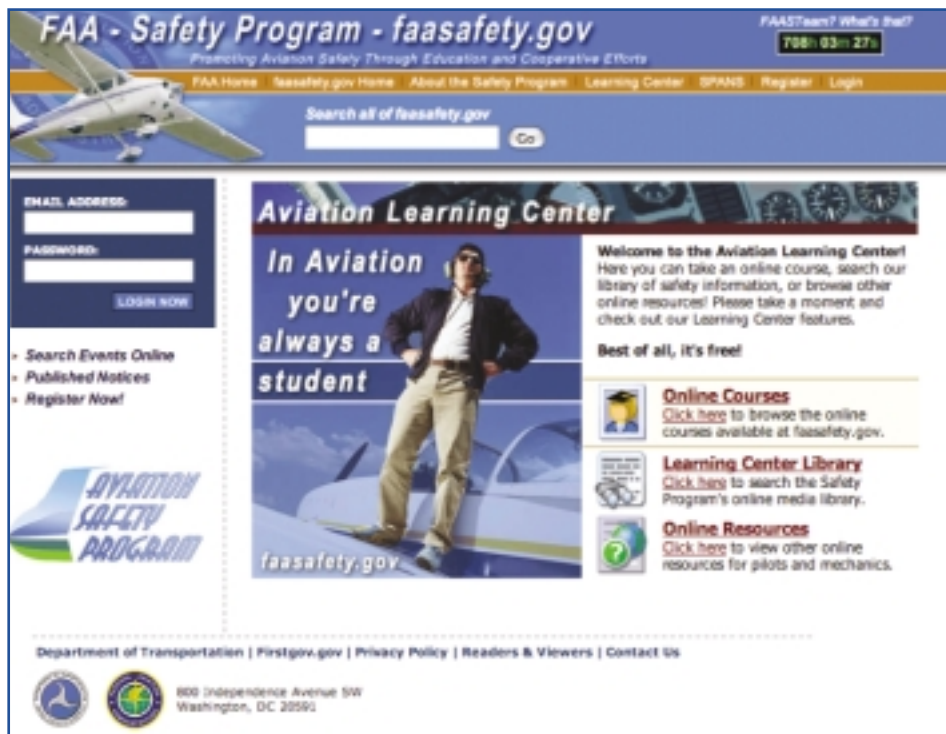 FAA - Safety Program - faasafety.gov
Promoting Aviation Safety Through Education and Cooperative Efforts
FAASTeam? What's that?
708h 03m 27s
FAA Home faasafety.gov Home About the Safety Program Learning Center SPANS Register Login
Search all of faasafety.gov
Go
EMAIL ADDRESS:
PASSWORD:
LOGIN NOW
Search Events Online
Published Notices
Register Now!
AVIATION
SAFETY
PROGRAM
Aviation Learning Center
In Aviation
you're
always a
student
faasafety.gov
Welcome to the Aviation Learning Center!
Here you can take an online course, search our
library of safety information, or browse other
online resources! Please take a moment and
check out our Learning Center features.
Best of all, it's free!
Online Courses
Click here to browse the online
courses available at faasafety.gov.
Learning Center Library
Click here to search the Safety
Program's online media library.
Online Resources
Click here to view other online
resources for pilots and mechanics.
Department of Transportation | Firstgov.gov | Privacy Policy | Readers & Viewers | Contact Us
800 Independence Avenue SW
Washington, DC 20591